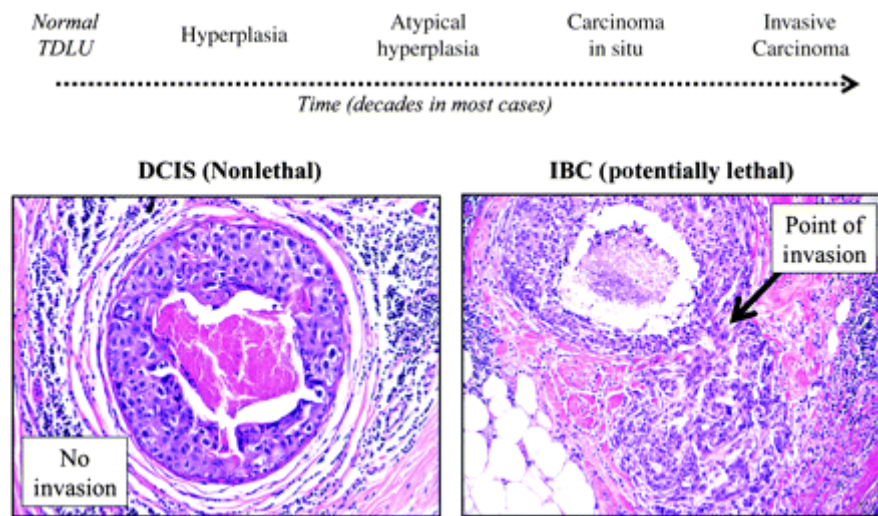 Normal
TDLU
Hyperplasia
Atypical
hyperplasia
Carcinoma
in situ
Invasive
Carcinoma
Time (decades in most cases)
DCIS (Nonlethal)
No
invasion
IBC (potentially lethal)
Point of
invasion